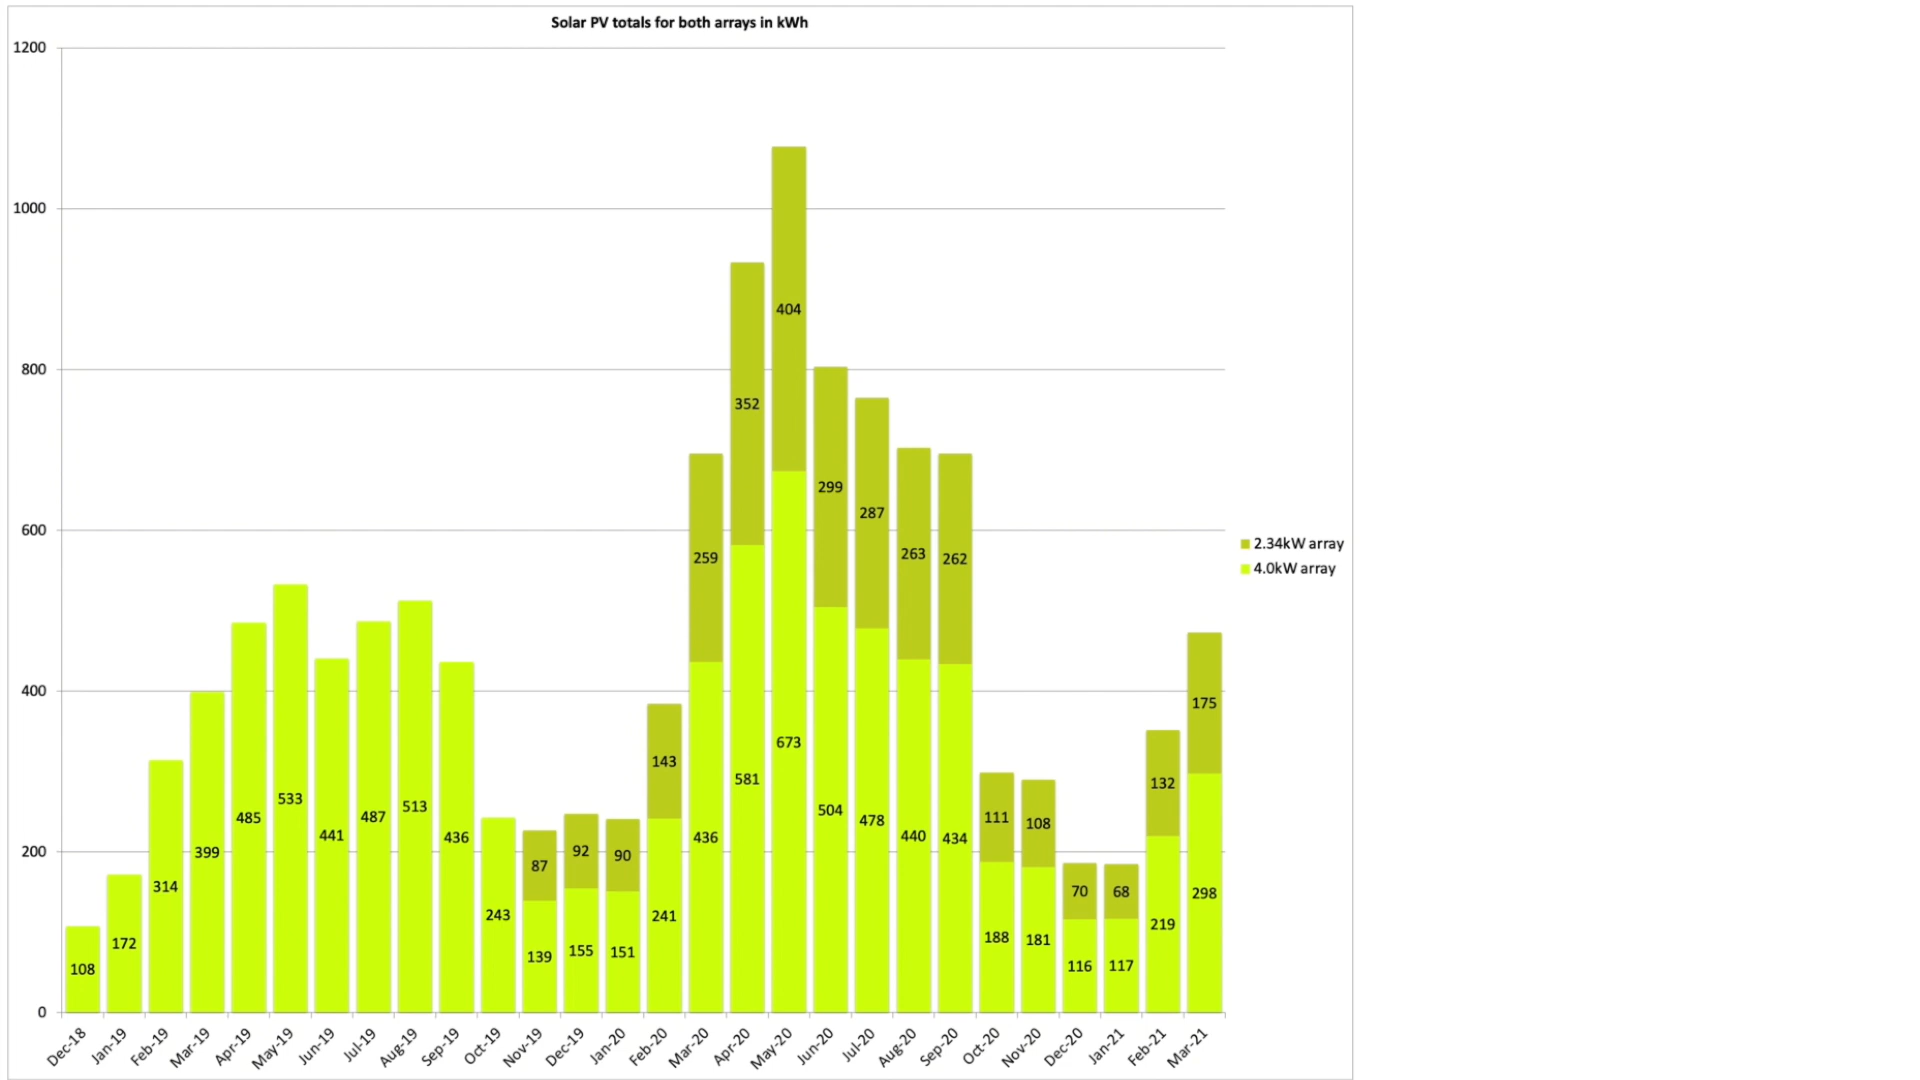 Solar PV totals for both arrays in kWh
1200
1000
800
600
400
200
0
404
352
299
287
259
263
262
143
175
111
108
132
87
92
90
70
68
108
172
314
399
485
533
441
487
513
436
243
139
155
151
241
436
581
673
504
478
440
434
188
181
116
117
219
298
2.34kW array
4.0kW array
Dec-18
Jan-19
Feb-19
Mar-19
Apr-19
May-19
Jun-19
Jul-19
Aug-19
Sep-19
Oct-19
Nov-19
Dec-19
Jan-20
Feb-20
Mar-20
Apr-20
May-20
Jun-20
Jul-20
Aug-20
Sep-20
Oct-20
Nov-20
Dec-20
Jan-21
Feb-21
Mar-21